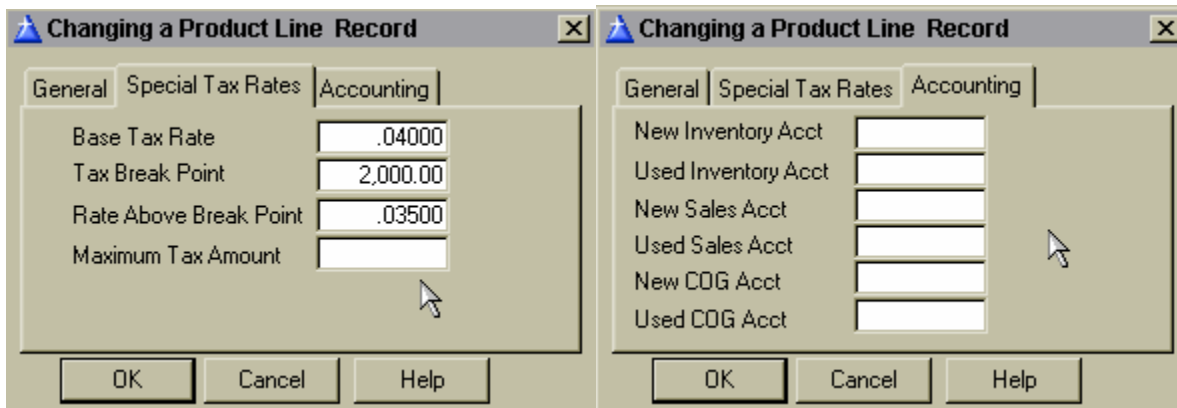 Changing a Product Line Record
General Special Tax Rates Accounting
Base Tax Rate .04000
Tax Break Point 2,000.00
Rate Above Break Point .03500
Maximum Tax Amount
OK Cancel Help
Changing a Product Line Record
General Special Tax Rates Accounting
New Inventory Acct
Used Inventory Acct
New Sales Acct
Used Sales Acct
New COG Acct
Used COG Acct
OK Cancel Help